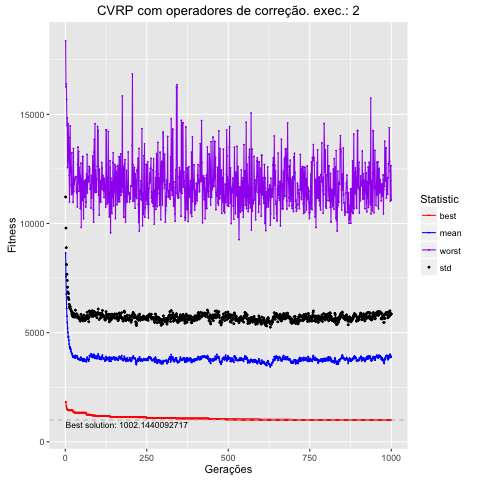 CVRP com operadores de correção. exec.: 2
Fitness
15000
10000
5000
0
Best solution: 1002.1440092717
0
250
500
750
1000
Gerações
Statistic
best
mean
worst
std